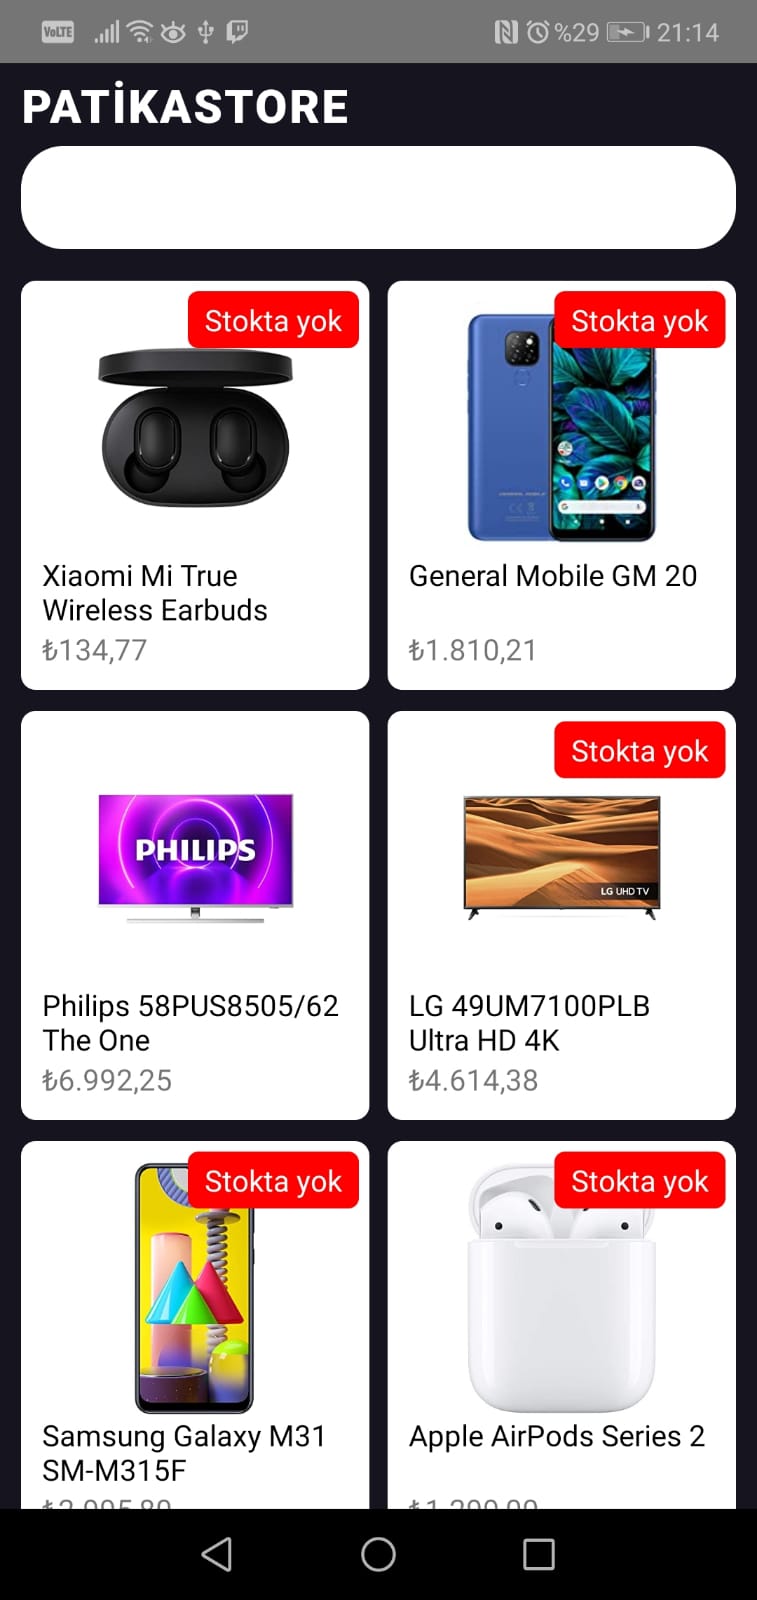 VoLTE %29 21:14
PATİKASTORE
Stokta yok
Xiaomi Mi True
Wireless Earbuds
₺134,77
Stokta yok
General Mobile GM 20
₺1.810,21
PHILIPS
Philips 58PUS8505/62
The One
₺6.992,25
Stokta yok
LG UHD TV
LG 49UM7100PLB
Ultra HD 4K
₺4.614,38
Stokta yok
Samsung Galaxy M31
SM-M315F
Stokta yok
Apple AirPods Series 2